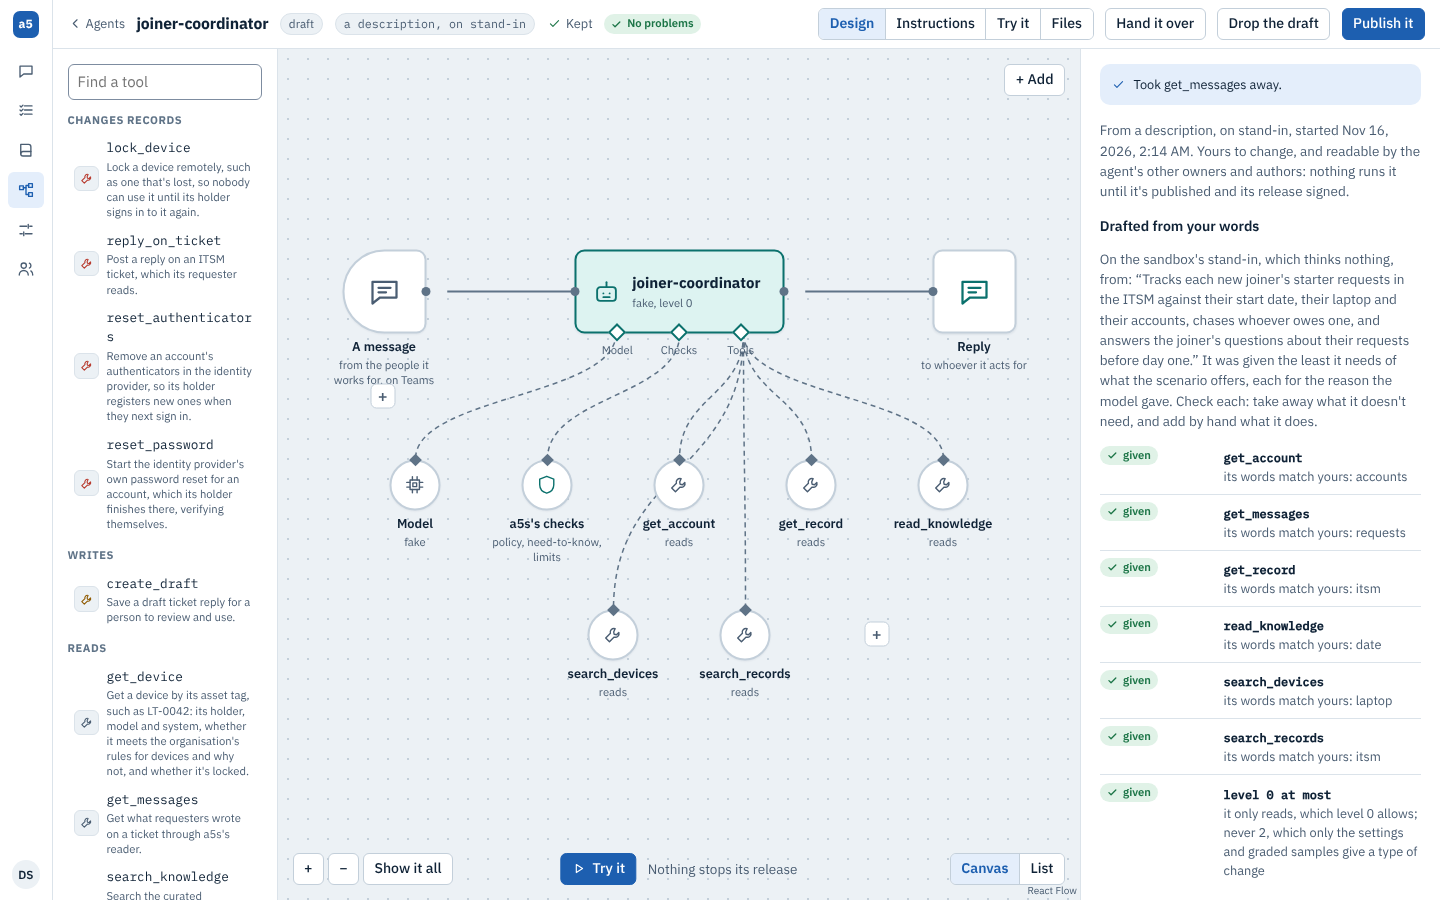 a5
Agents
joiner-coordinator
draft
a description, on stand-in
Kept
No problems
Design
Instructions
Try it
Files
Hand it over
Drop the draft
Publish it
Find a tool
CHANGES RECORDS
lock_device
Lock a device remotely, such
as one that's lost, so nobody
can use it until its holder
signs in to it again.
reply_on_ticket
Post a reply on an ITSM
ticket, which its requester
reads.
reset_authenticator
s
Remove an account's
authenticators in the identity
provider, so its holder
registers new ones when
they next sign in.
reset_password
Start the identity provider's
own password reset for an
account, which its holder
finishes there, verifying
themselves.
WRITES
create_draft
Save a draft ticket reply for a
person to review and use.
READS
get_device
Get a device by its asset tag,
such as LT-0042: its holder,
model and system, whether
it meets the organisation's
rules for devices and why
not, and whether it's locked.
get_messages
Get what requesters wrote
on a ticket through a5s's
reader.
search_knowledge
Search the curated
DS
+ Add
A message
from the people it
works for, on Teams
+
joiner-coordinator
fake, level 0
Model
Checks
Tools
Reply
to whoever it acts for
Model
fake
a5s's checks
policy, need-to-know,
limits
get_account
reads
get_record
reads
read_knowledge
reads
search_devices
reads
search_records
reads
+
+
−
Show it all
Try it
Nothing stops its release
Canvas
List
React Flow
Took get_messages away.
From a description, on stand-in, started Nov 16,
2026, 2:14 AM. Yours to change, and readable by the
agent's other owners and authors: nothing runs it
until it's published and its release signed.
Drafted from your words
On the sandbox's stand-in, which thinks nothing,
from: “Tracks each new joiner's starter requests in
the ITSM against their start date, their laptop and
their accounts, chases whoever owes one, and
answers the joiner's questions about their requests
before day one.” It was given the least it needs of
what the scenario offers, each for the reason the
model gave. Check each: take away what it doesn't
need, and add by hand what it does.
given
get_account
its words match yours: accounts
given
get_messages
its words match yours: requests
given
get_record
its words match yours: itsm
given
read_knowledge
its words match yours: date
given
search_devices
its words match yours: laptop
given
search_records
its words match yours: itsm
given
level 0 at most
it only reads, which level 0 allows;
never 2, which only the settings
and graded samples give a type of
change